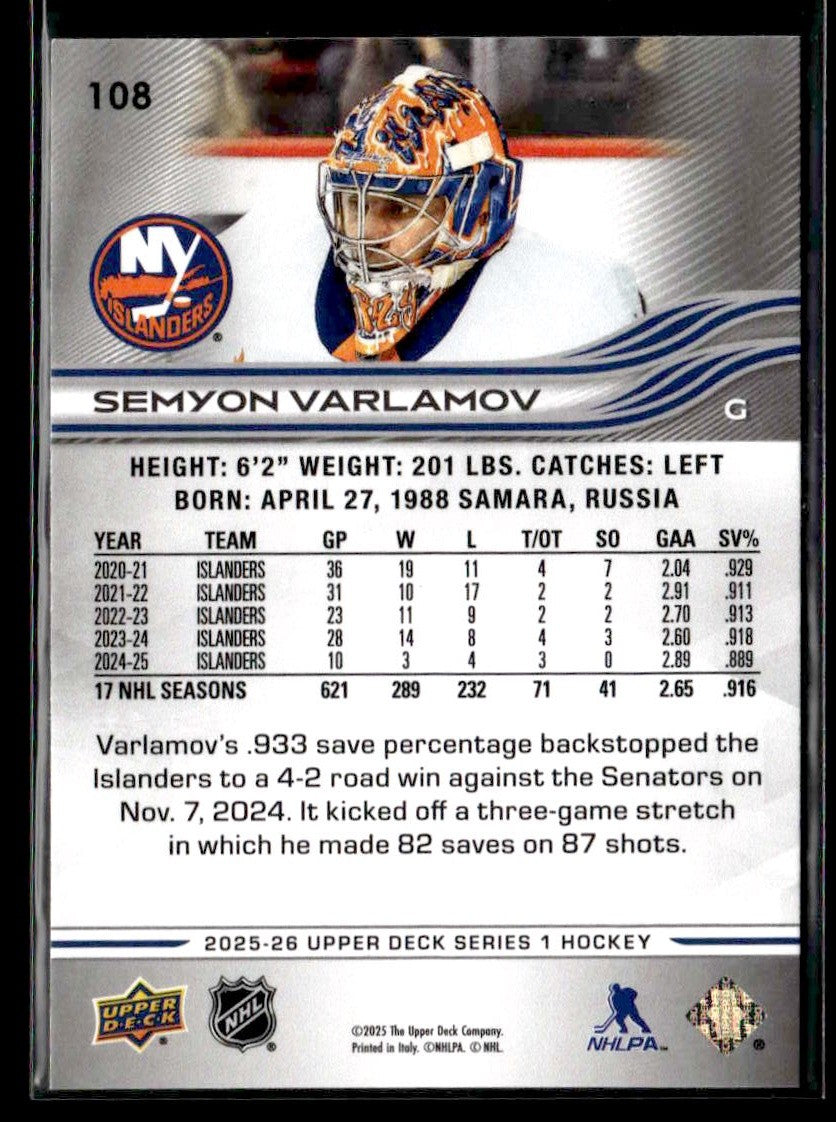 108
NY
ISLANDERS
®
SEMYON VARLAMOV
G
HEIGHT: 6'2" WEIGHT: 201 LBS. CATCHES: LEFT
BORN: APRIL 27, 1988 SAMARA, RUSSIA
YEAR TEAM GP W L T/OT SO GAA SV%
2020-21 ISLANDERS 36 19 11 4 7 2.04 .929
2021-22 ISLANDERS 31 10 17 2 2 2.91 .911
2022-23 ISLANDERS 23 11 9 2 2 2.70 .913
2023-24 ISLANDERS 28 14 8 4 3 2.60 .918
2024-25 ISLANDERS 10 3 4 3 0 2.89 .889
17 NHL SEASONS 621 289 232 71 41 2.65 .916
Varlamov's .933 save percentage backstopped the
Islanders to a 4-2 road win against the Senators on
Nov. 7, 2024. It kicked off a three-game stretch
in which he made 82 saves on 87 shots.
2025-26 UPPER DECK SERIES 1 HOCKEY
UPPER
D·E·C·K
®
NHL
®
©2025 The Upper Deck Company.
Printed in Italy. ©NHLPA. © NHL.
NHLPA™
®